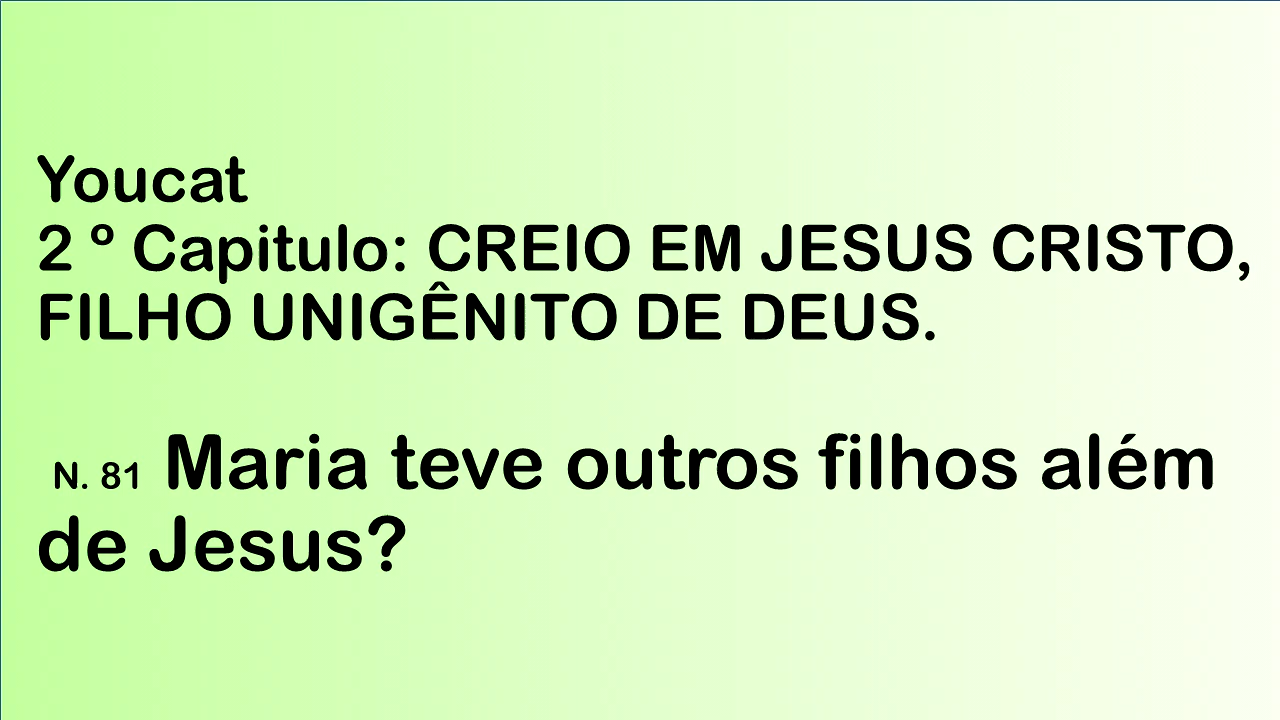 Youcat
2 º Capitulo: CREIO EM JESUS CRISTO,
FILHO UNIGÊNITO DE DEUS.
N. 81 Maria teve outros filhos além
de Jesus?